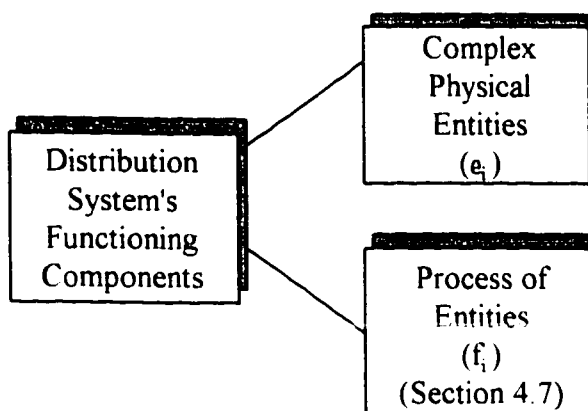 Distribution
System's
Functioning
Components
Complex
Physical
Entities
(eᵢ)
Process of
Entities
(fᵢ)
(Section 4.7)